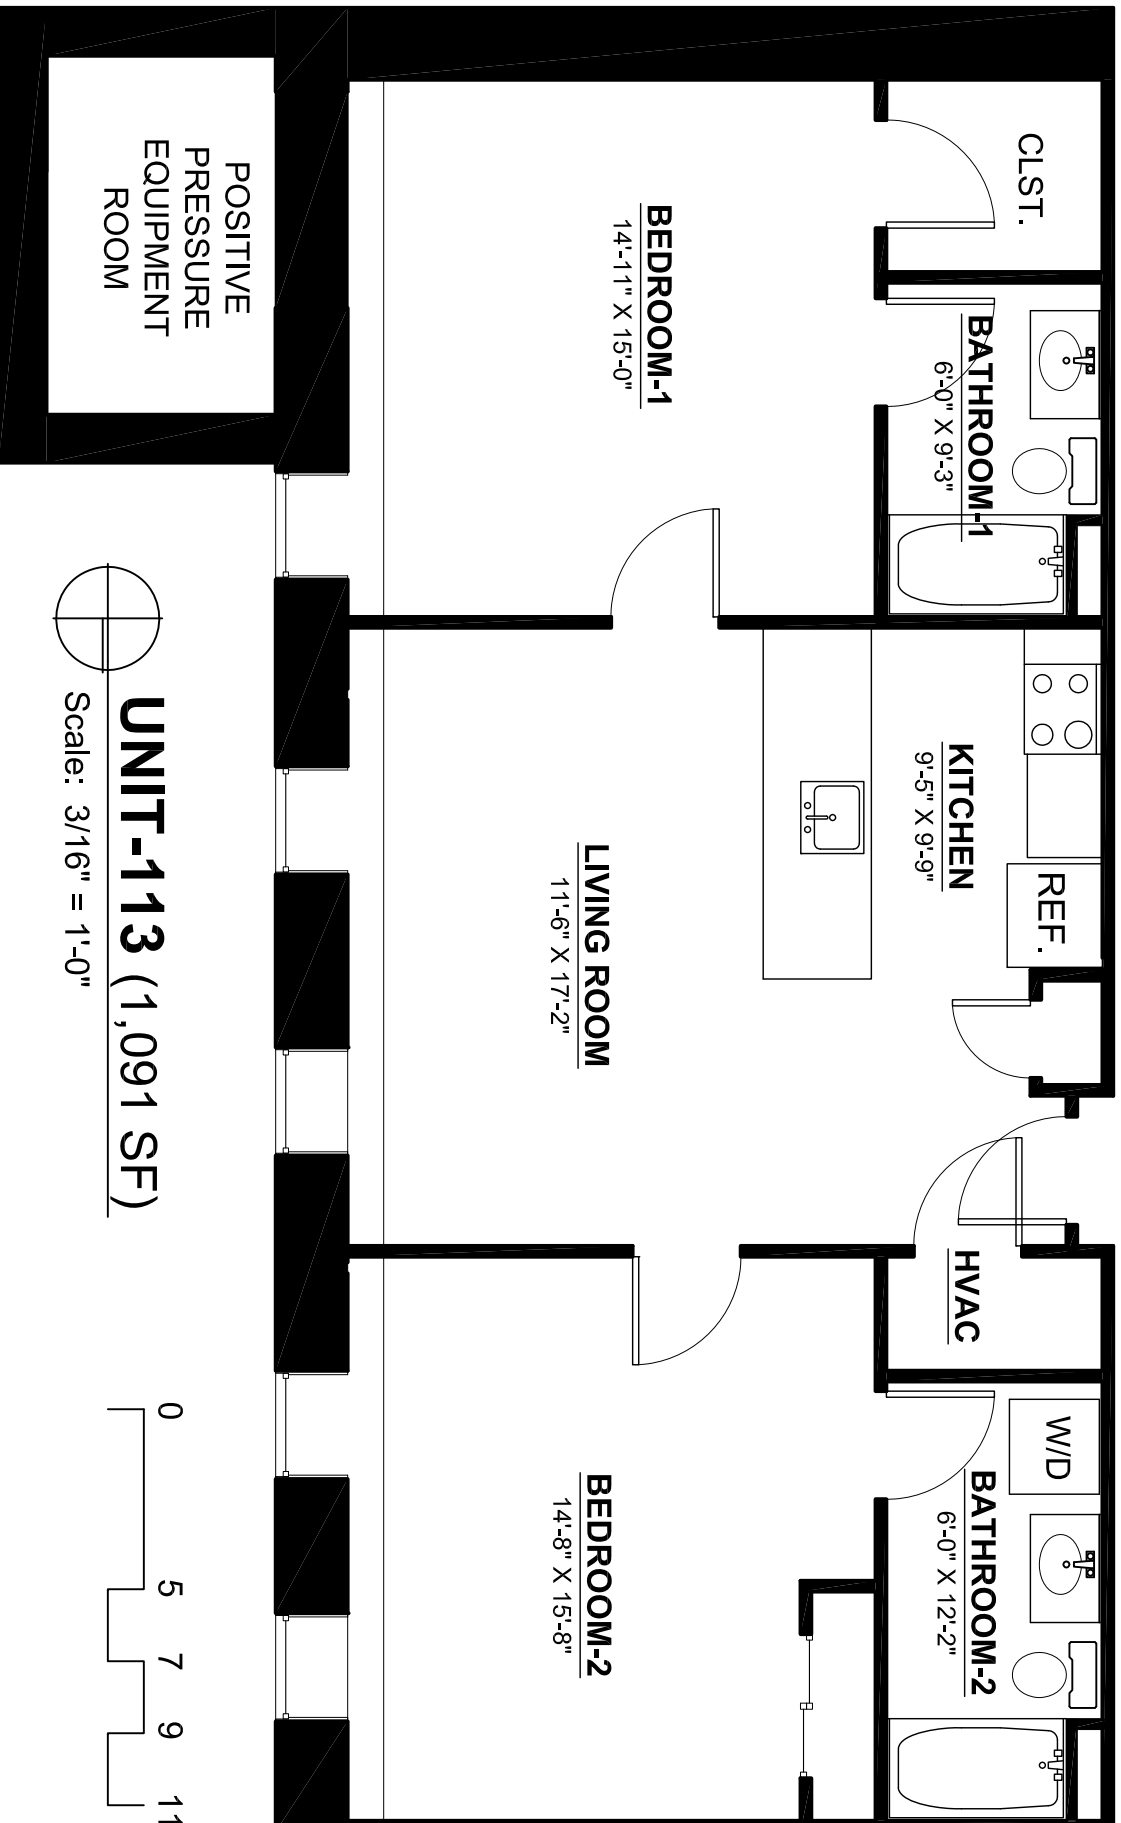 CLST.
BATHROOM-1
6'-0" X 9'-3"
BEDROOM-1
14'-11" X 15'-0"
POSITIVE
PRESSURE
EQUIPMENT
ROOM
REF.
KITCHEN
9'-5" X 9'-9"
LIVING ROOM
11'-6" X 17'-2"
HVAC
W/D
BATHROOM-2
6'-0" X 12'-2"
BEDROOM-2
14'-8" X 15'-8"
UNIT-113 (1,091 SF)
Scale: 3/16" = 1'-0"
0 5 7 9 11